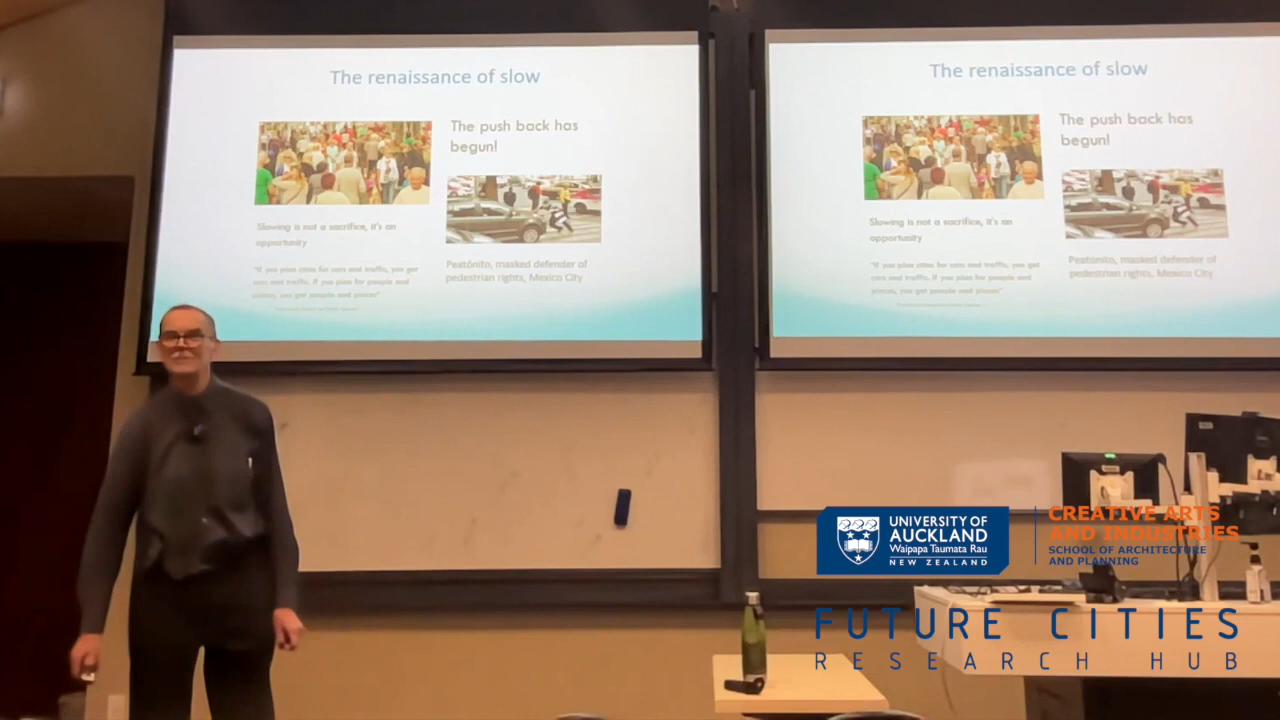 The renaissance of slow
The push back has
begun!
Slowing is not a sacrifice, it's an
opportunity
Peatónito, masked defender of
pedestrian rights, Mexico City
"If you plan cities for cars and traffic, you get
cars and traffic. If you plan for people and
places, you get people and places"
The renaissance of slow
The push back has
begun!
Slowing is not a sacrifice, it's an
opportunity
Peatónito, masked defender of
pedestrian rights, Mexico City
"If you plan cities for cars and traffic, you get
cars and traffic. If you plan for people and
places, you get people and places"
UNIVERSITY OF
AUCKLAND
Waipapa Taumata Rau
NEW ZEALAND
CREATIVE ARTS
AND INDUSTRIES
SCHOOL OF ARCHITECTURE
AND PLANNING
FUTURE CITIES
RESEARCH HUB